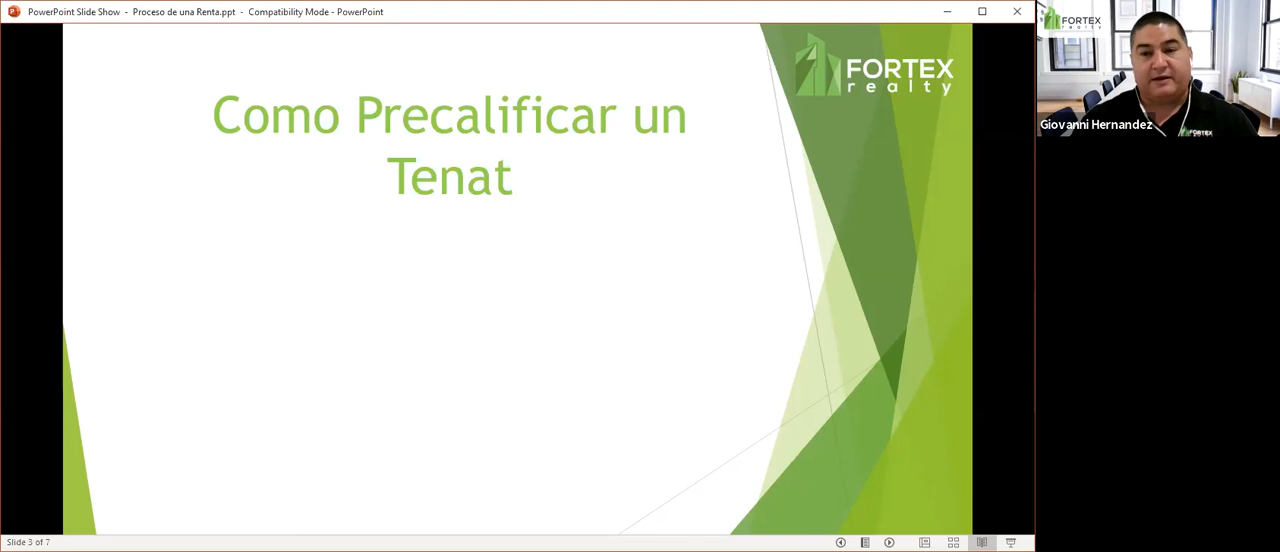 PowerPoint Slide Show - Proceso de una Renta.ppt - Compatibility Mode - PowerPoint
FORTEX
realty
Como Precalificar un
Tenat
FORTEX
Giovanni Hernandez
FORTEX
Slide 3 of 7